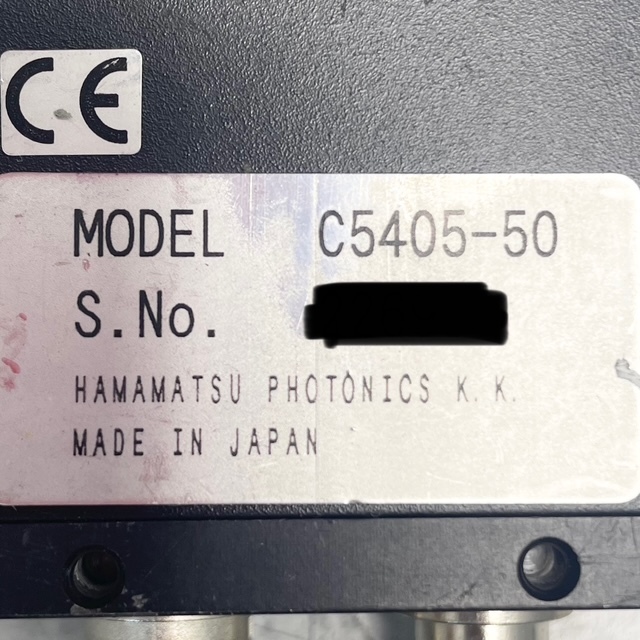 CE
MODEL C5405-50
S.No.
HAMAMATSU PHOTONICS K.K.
MADE IN JAPAN